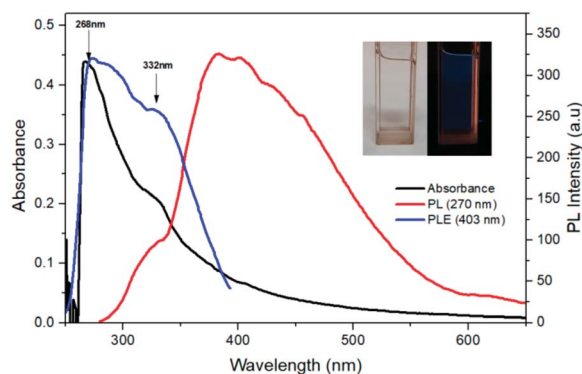 268nm
332nm
0.5
0.4
0.3
0.2
0.1
0.0
Absorbance
350
300
250
200
150
100
50
0
PL Intensity (a.u)
Absorbance
PL (270 nm)
PLE (403 nm)
300
400
500
600
Wavelength (nm)